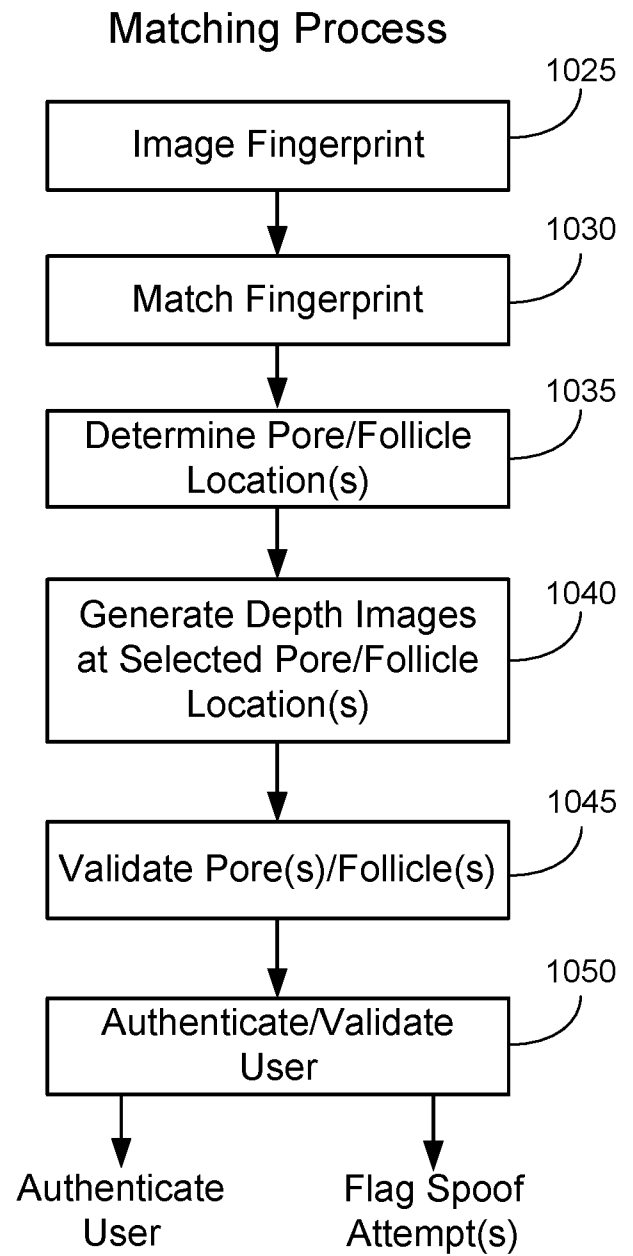 Matching Process
1025
Image Fingerprint
1030
Match Fingerprint
1035
Determine Pore/Follicle
Location(s)
1040
Generate Depth Images
at Selected Pore/Follicle
Location(s)
1045
Validate Pore(s)/Follicle(s)
1050
Authenticate/Validate
User
Authenticate
User
Flag Spoof
Attempt(s)